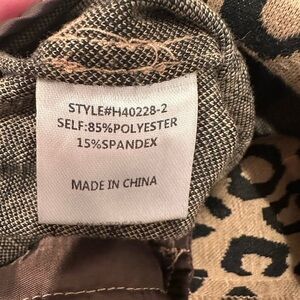 STYLE#H40228-2
SELF:85%POLYESTER
15%SPANDEX
MADE IN CHINA